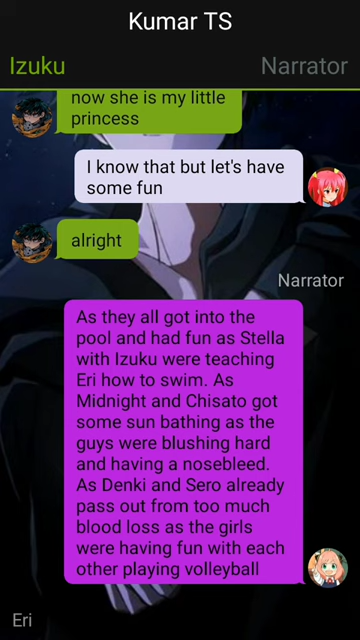 Kumar TS
Izuku Narrator
now she is my little
princess
I know that but let's have
some fun
alright
Narrator
As they all got into the
pool and had fun as Stella
with Izuku were teaching
Eri how to swim. As
Midnight and Chisato got
some sun bathing as the
guys were blushing hard
and having a nosebleed.
As Denki and Sero already
pass out from too much
blood loss as the girls
were having fun with each
other playing volleyball
Eri